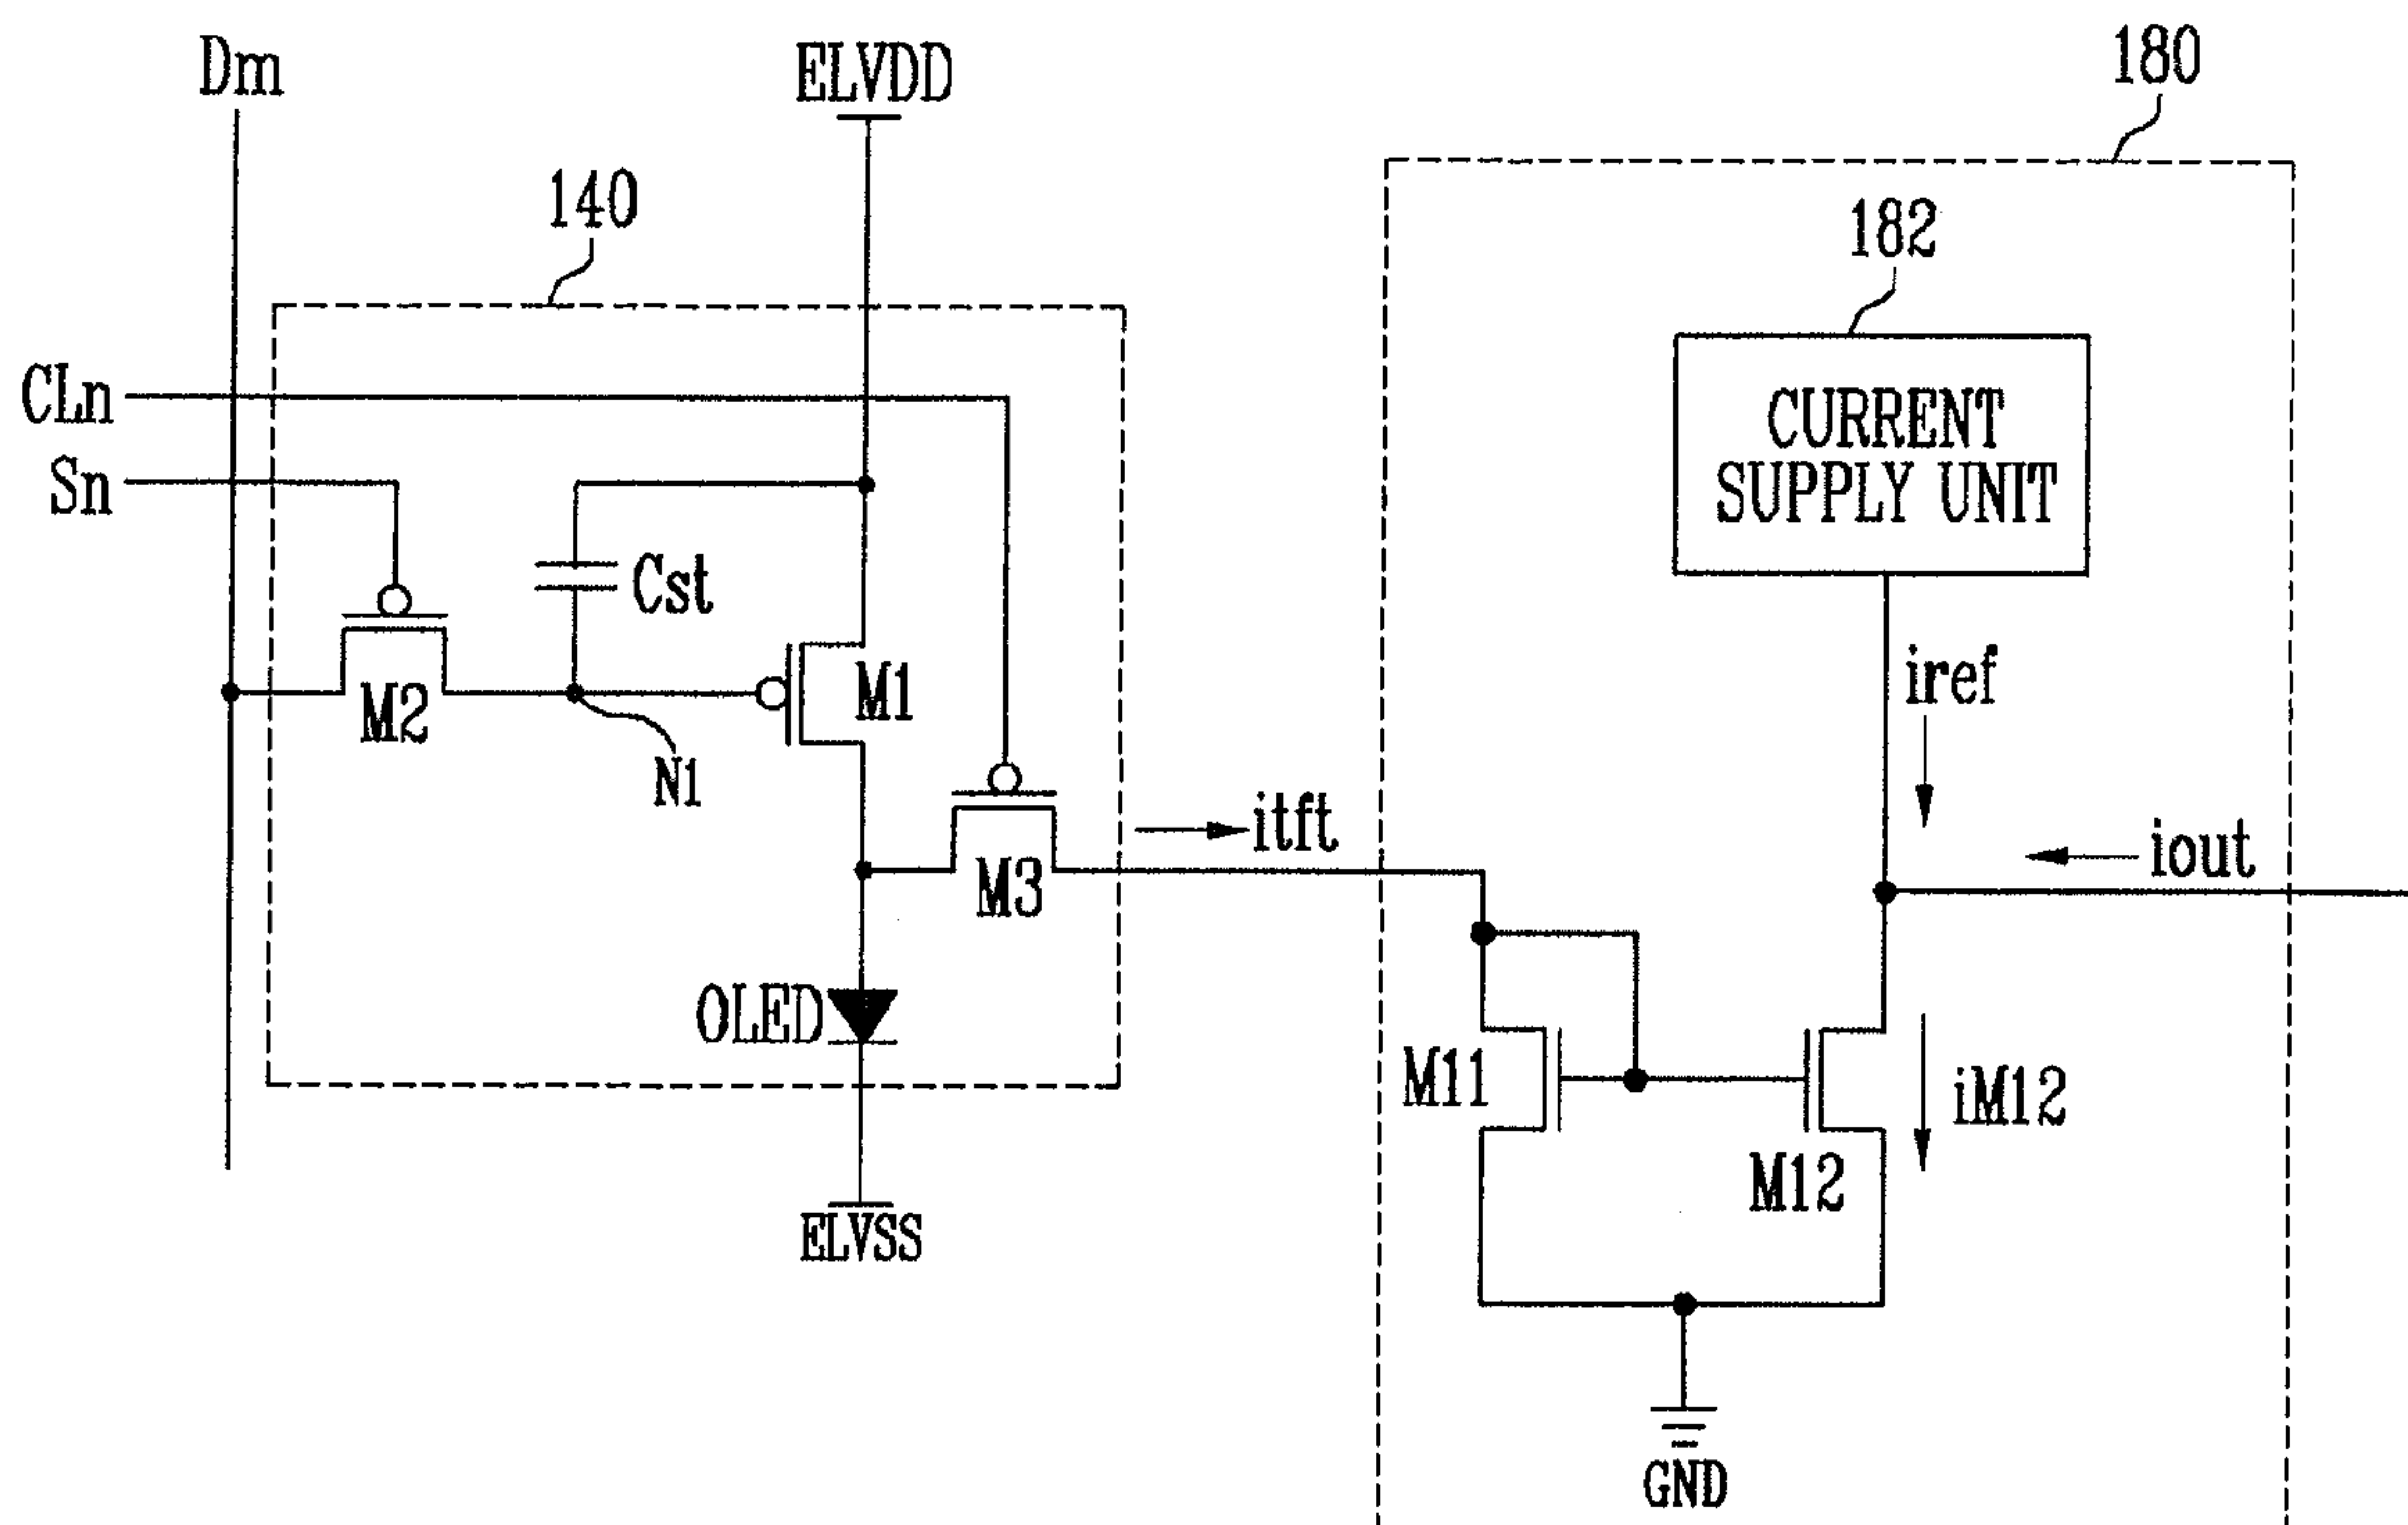 Dm
ELVDD
180
140
182
CLn
Sn
CURRENT
SUPPLY UNIT
Cst
M1
iref
M2
N1
itft
iout
M3
OLED
M11
iM12
M12
ELVSS
GND